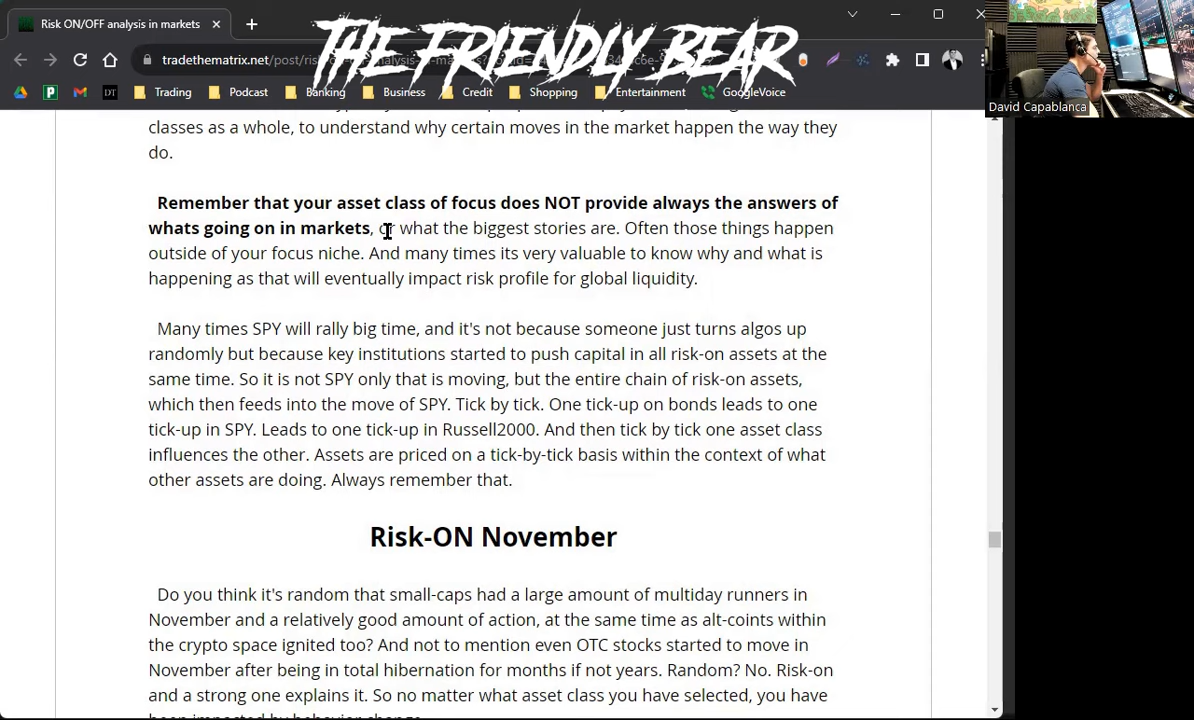 Risk ON/OFF analysis in markets
THE FRIENDLY BEAR
tradethematrix.net/post/
Trading
Podcast
Banking
Business
Credit
Shopping
Entertainment
GoogleVoice
David Capablanca
classes as a whole, to understand why certain moves in the market happen the way they
do.
Remember that your asset class of focus does NOT provide always the answers of
whats going on in markets, or what the biggest stories are. Often those things happen
outside of your focus niche. And many times its very valuable to know why and what is
happening as that will eventually impact risk profile for global liquidity.
Many times SPY will rally big time, and it's not because someone just turns algos up
randomly but because key institutions started to push capital in all risk-on assets at the
same time. So it is not SPY only that is moving, but the entire chain of risk-on assets,
which then feeds into the move of SPY. Tick by tick. One tick-up on bonds leads to one
tick-up in SPY. Leads to one tick-up in Russell2000. And then tick by tick one asset class
influences the other. Assets are priced on a tick-by-tick basis within the context of what
other assets are doing. Always remember that.
Risk-ON November
Do you think it's random that small-caps had a large amount of multiday runners in
November and a relatively good amount of action, at the same time as alt-coints within
the crypto space ignited too? And not to mention even OTC stocks started to move in
November after being in total hibernation for months if not years. Random? No. Risk-on
and a strong one explains it. So no matter what asset class you have selected, you have